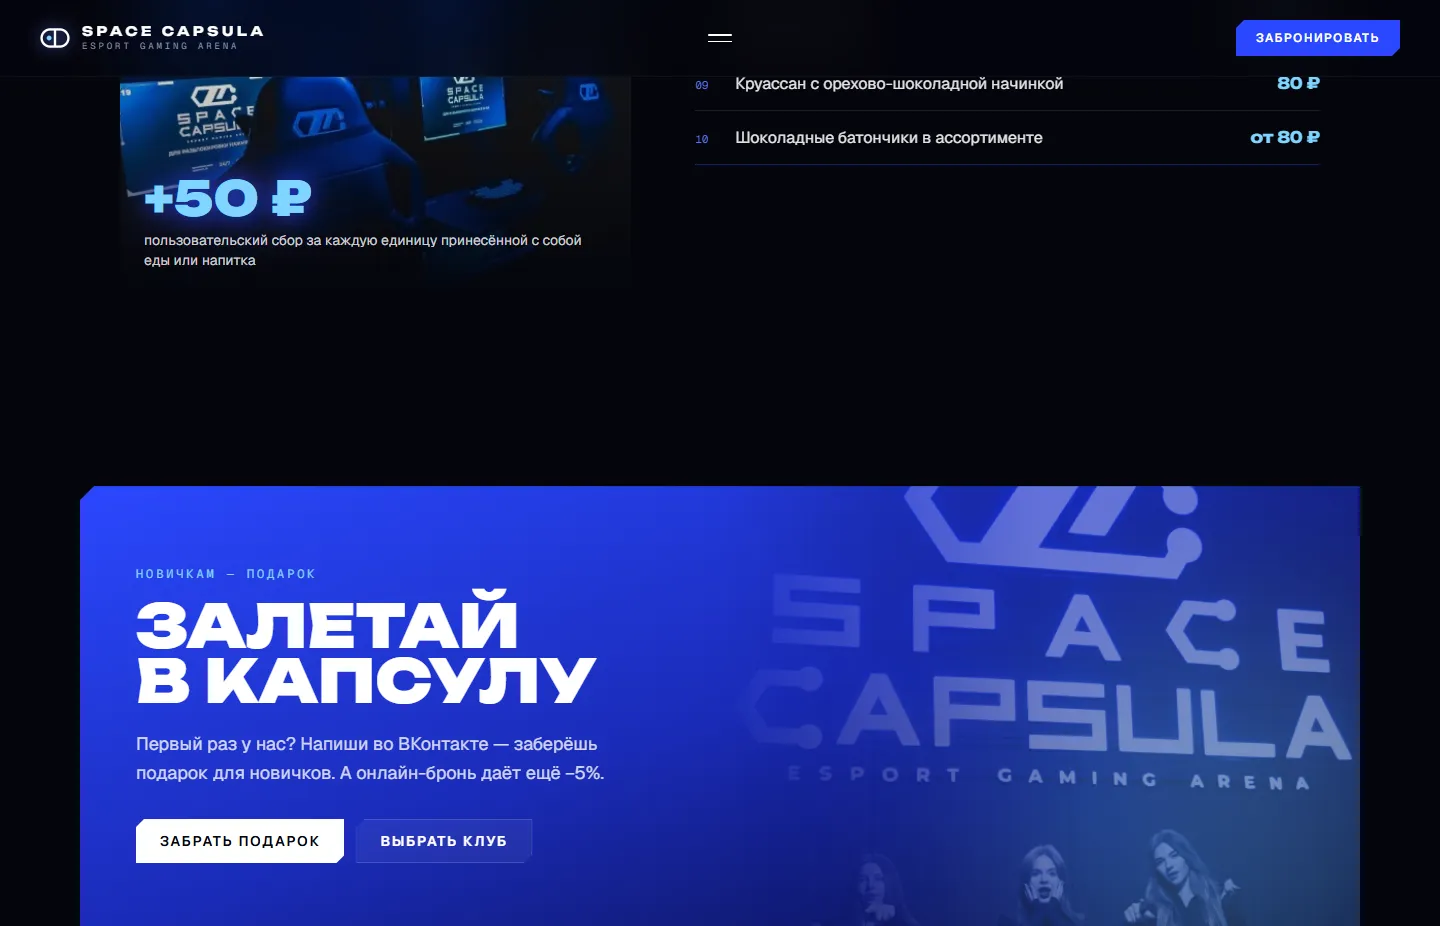 SPACE CAPSULA
ESPORT GAMING ARENA
ЗАБРОНИРОВАТЬ
SPACE
CAPSULA
+50 ₽
пользовательский сбор за каждую единицу принесённой с собой
еды или напитка
09 Круассан с орехово-шоколадной начинкой 80 ₽
10 Шоколадные батончики в ассортименте от 80 ₽
НОВИЧКАМ — ПОДАРОК
ЗАЛЕТАЙ
В КАПСУЛУ
Первый раз у нас? Напиши во ВКонтакте — заберёшь
подарок для новичков. А онлайн-бронь даёт ещё −5%.
ЗАБРАТЬ ПОДАРОК
ВЫБРАТЬ КЛУБ
SPACE
CAPSULA
ESPORT GAMING ARENA